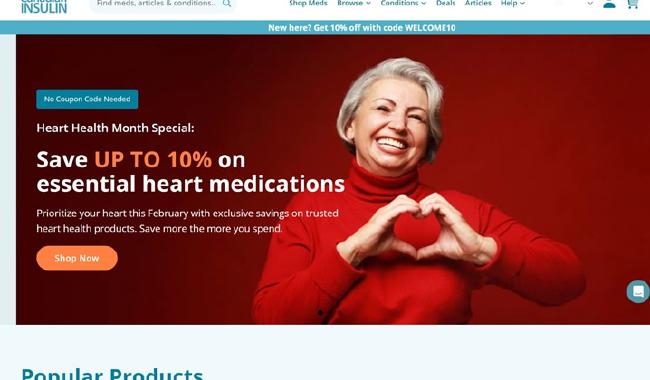 INSULIN
Find meds, articles & conditions..
Shop Meds Browse Conditions Deals Articles Help
New here? Get 10% off with code WELCOME10
No Coupon Code Needed
Heart Health Month Special:
Save UP TO 10% on
essential heart medications
Prioritize your heart this February with exclusive savings on trusted
heart health products. Save more the more you spend.
Shop Now
Popular Products